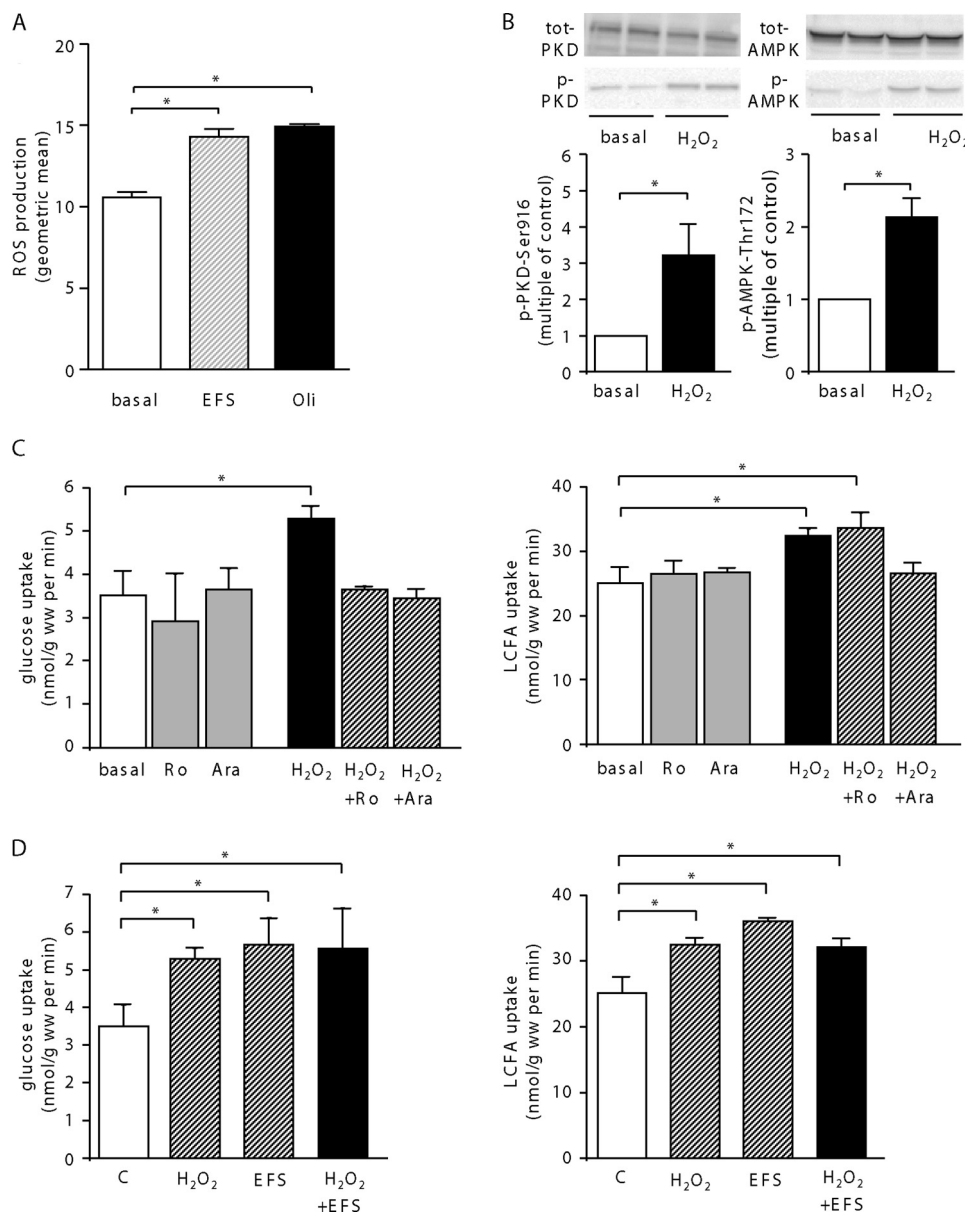 A
20
15
10
5
0
ROS production
(geometric mean)
*
*
basal EFS Oli
B
tot-
PKD
p-
PKD
basal H₂O₂
tot-
AMPK
p-
AMPK
basal H₂O₂
6
5
4
3
2
1
0
p-PKD-Ser916
(multiple of control)
*
basal H₂O₂
3
2
1
0
p-AMPK-Thr172
(multiple of control)
*
basal H₂O₂
C
6
5
4
3
2
1
0
glucose uptake
(nmol/g ww per min)
*
basal Ro Ara H₂O₂ H₂O₂ H₂O₂
+Ro +Ara
40
30
20
10
0
LCFA uptake
(nmol/g ww per min)
*
*
basal Ro Ara H₂O₂ H₂O₂ H₂O₂
+Ro +Ara
D
7
6
5
4
3
2
1
0
glucose uptake
(nmol/g ww per min)
*
*
*
C H₂O₂ EFS H₂O₂
+EFS
40
30
20
10
0
LCFA uptake
(nmol/g ww per min)
*
*
*
C H₂O₂ EFS H₂O₂
+EFS